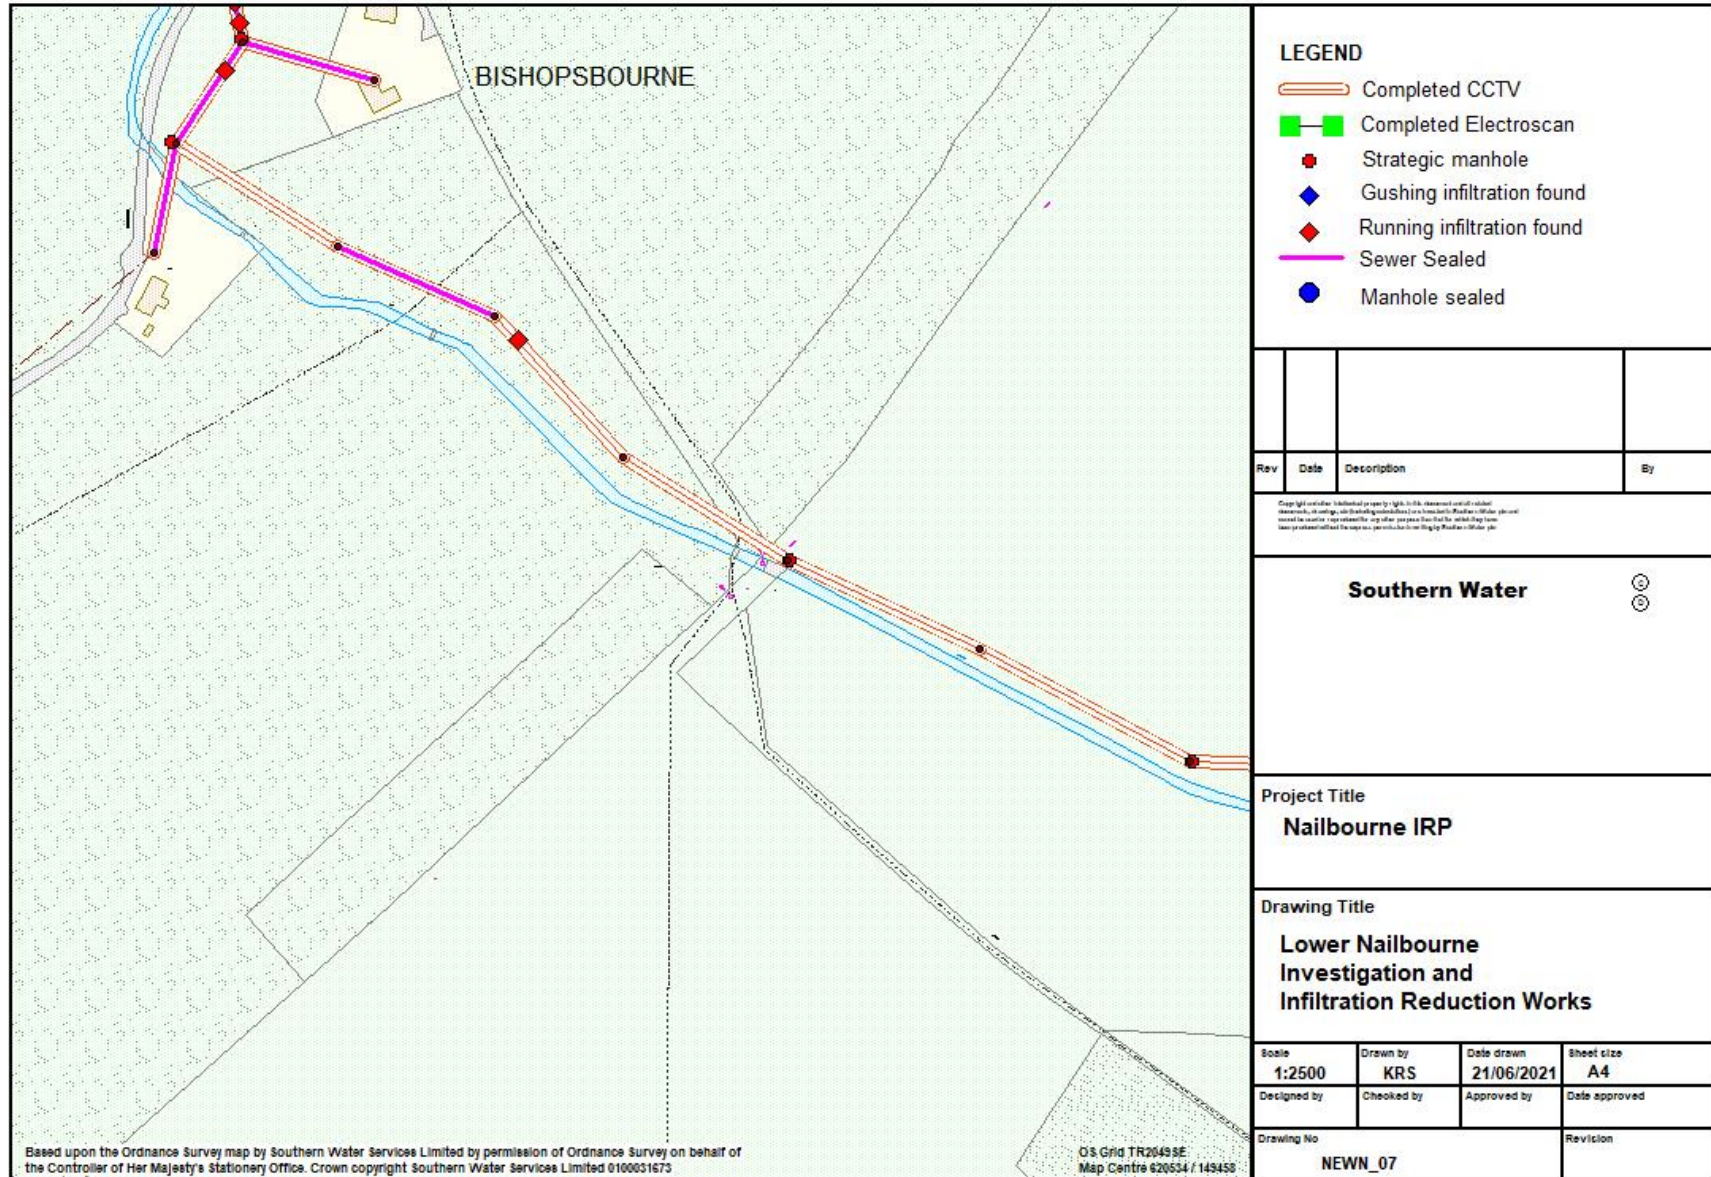 BISHOPSBOURNE
Based upon the Ordnance Survey map by Southern Water Services Limited by permission of Ordnance Survey on behalf of
the Controller of Her Majesty's Stationery Office. Crown copyright Southern Water Services Limited 0100031673
OS Grid TR2049SE
Map Centre 620534 / 149458
LEGEND
Completed CCTV
Completed Electroscan
Strategic manhole
Gushing infiltration found
Running infiltration found
Sewer Sealed
Manhole sealed
Rev Date Description By
Southern Water
Project Title
Nailbourne IRP
Drawing Title
Lower Nailbourne
Investigation and
Infiltration Reduction Works
Scale Drawn by Date drawn Sheet size
1:2500 KRS 21/06/2021 A4
Designed by Checked by Approved by Date approved
Drawing No Revision
NEWN_07